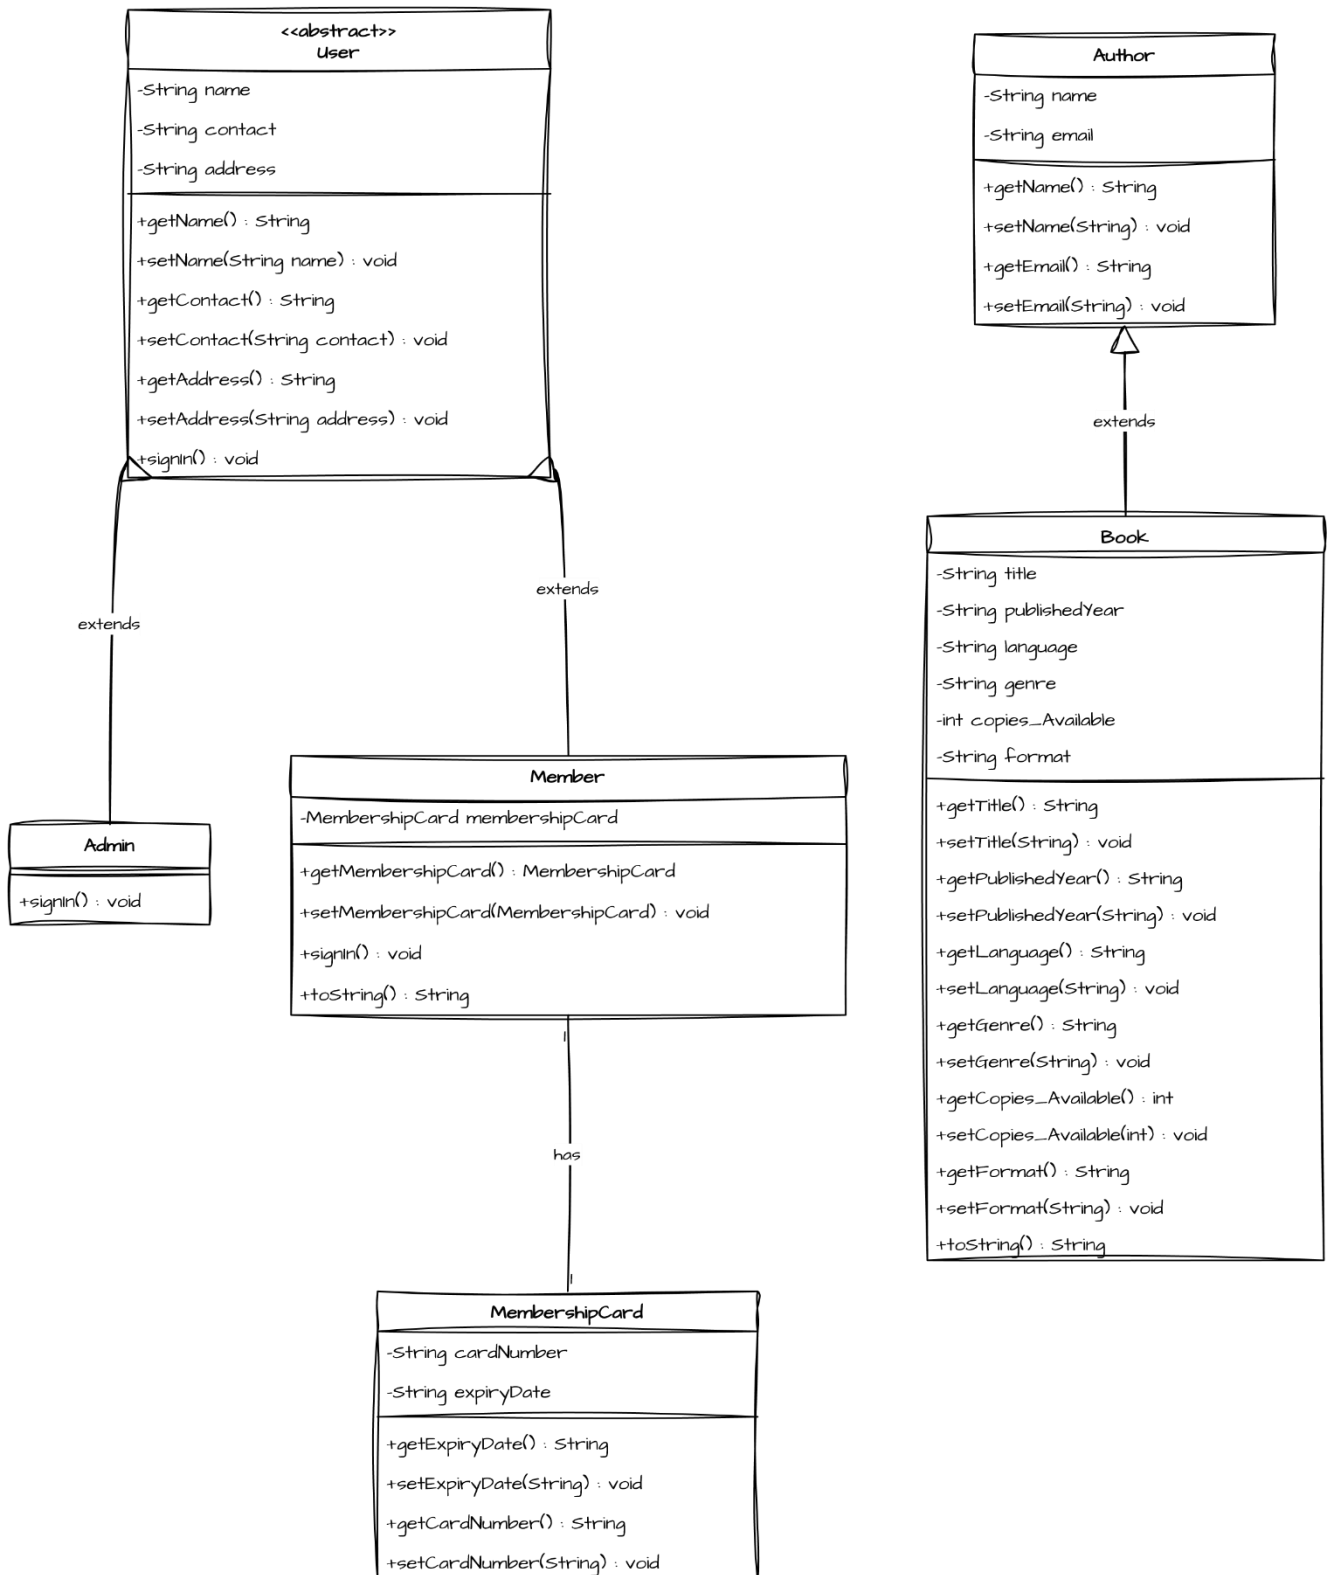 <<abstract>>
User
-String name
-String contact
-String address
+getName() : String
+setName(String name) : void
+getContact() : String
+setContact(String contact) : void
+getAddress() : String
+setAddress(String address) : void
+signIn() : void
Author
-String name
-String email
+getName() : String
+setName(String) : void
+getEmail() : String
+setEmail(String) : void
extends
extends
extends
Admin
+signIn() : void
Member
-MembershipCard membershipCard
+getMembershipCard() : MembershipCard
+setMembershipCard(MembershipCard) : void
+signIn() : void
+toString() : String
Book
-String title
-String publishedYear
-String language
-String genre
-int copies_Available
-String format
+getTitle() : String
+setTitle(String) : void
+getPublishedYear() : String
+setPublishedYear(String) : void
+getLanguage() : String
+setLanguage(String) : void
+getGenre() : String
+setGenre(String) : void
+getCopies_Available() : int
+setCopies_Available(int) : void
+getFormat() : String
+setFormat(String) : void
+toString() : String
1
has
1
MembershipCard
-String cardNumber
-String expiryDate
+getExpiryDate() : String
+setExpiryDate(String) : void
+getCardNumber() : String
+setCardNumber(String) : void